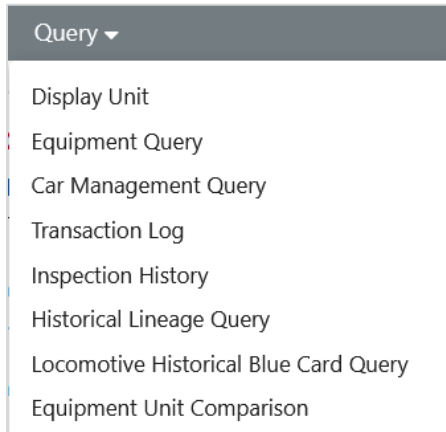 Query
Display Unit
Equipment Query
Car Management Query
Transaction Log
Inspection History
Historical Lineage Query
Locomotive Historical Blue Card Query
Equipment Unit Comparison